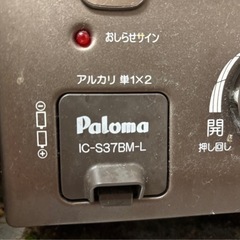 おしらせサイン
アルカリ 単1×2
Paloma
IC-S37BM-L
開
押し回し